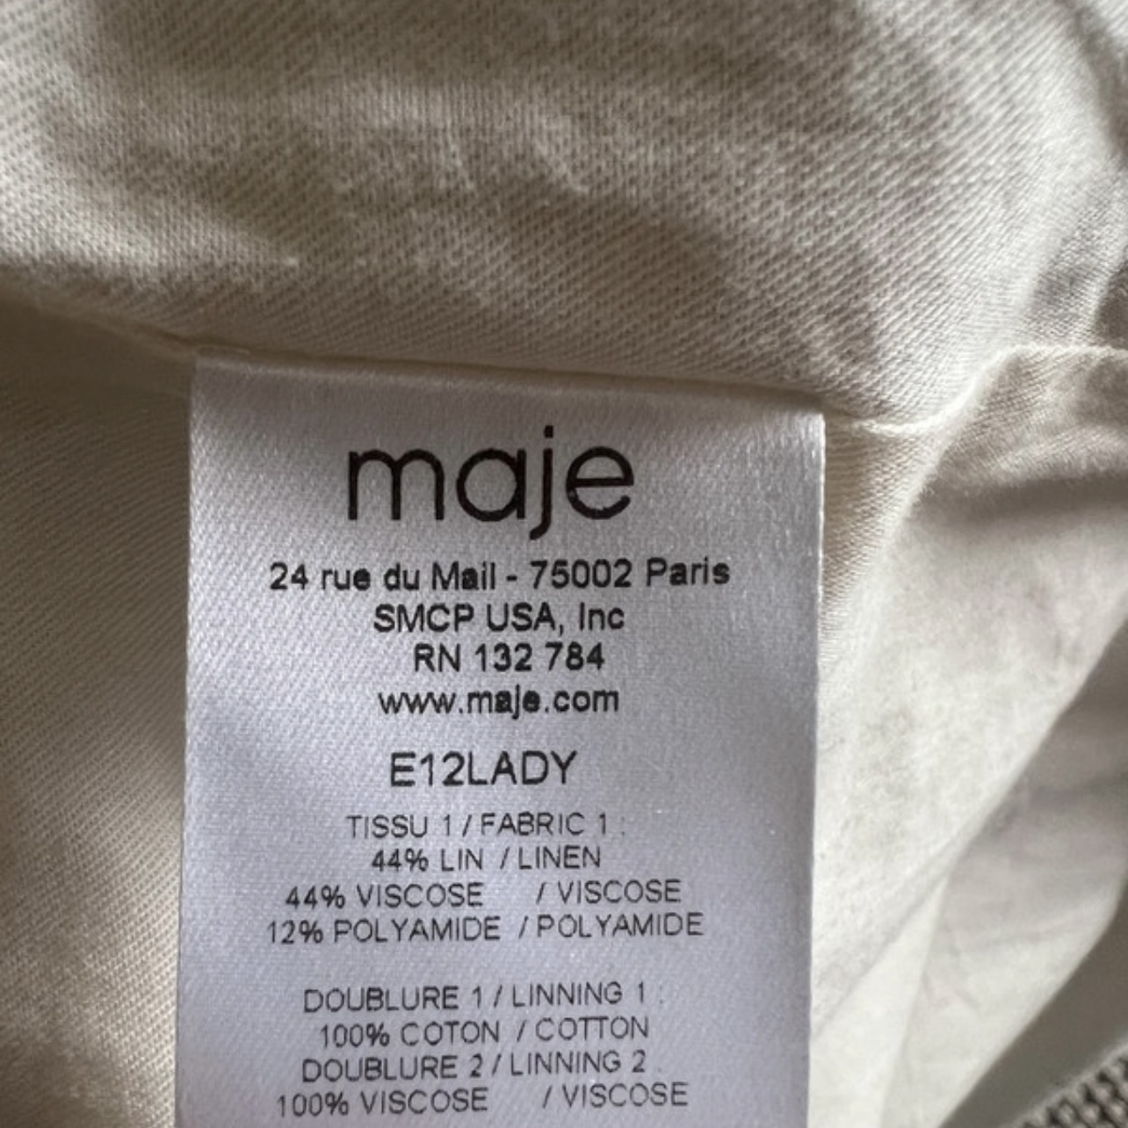 maje
24 rue du Mail - 75002 Paris
SMCP USA, Inc
RN 132 784
www.maje.com
E12LADY
TISSU 1 / FABRIC 1 :
44% LIN / LINEN
44% VISCOSE / VISCOSE
12% POLYAMIDE / POLYAMIDE
DOUBLURE 1 / LINNING 1 :
100% COTON / COTTON
DOUBLURE 2 / LINNING 2 :
100% VISCOSE / VISCOSE